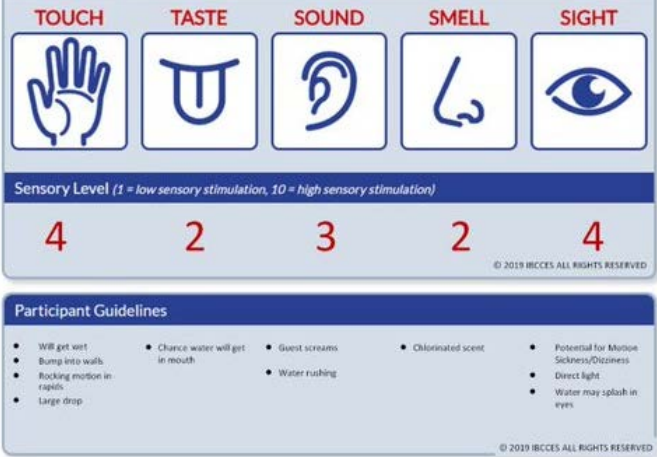 TOUCH TASTE SOUND SMELL SIGHT
Sensory Level (1 = low sensory stimulation, 10 = high sensory stimulation)
4 2 3 2 4
© 2019 IBCCES ALL RIGHTS RESERVED
Participant Guidelines
• Will get wet
• Bump into walls
• Rocking motion in
rapids
• Large drop
• Chance water will get
in mouth
• Guest screams
• Water rushing
• Chlorinated scent
• Potential for Motion
Sickness/Dizziness
• Direct light
• Water may splash in
eyes
© 2019 IBCCES ALL RIGHTS RESERVED